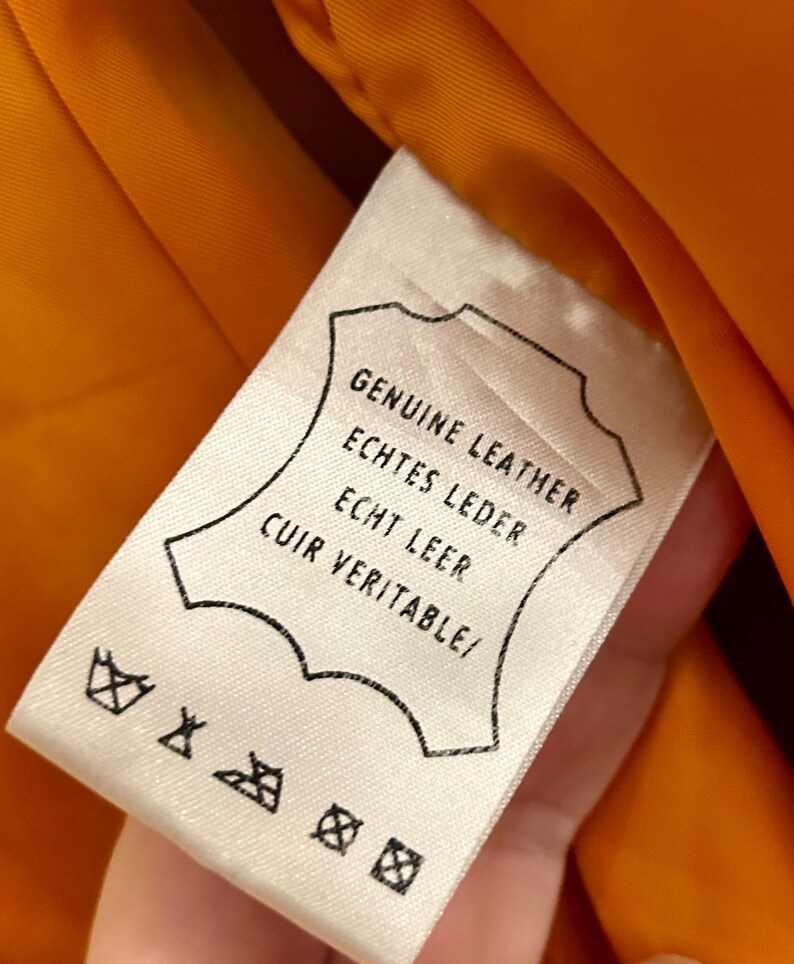 GENUINE LEATHER
ECHTES LEDER
ECHT LEER
CUIR VERITABLE/